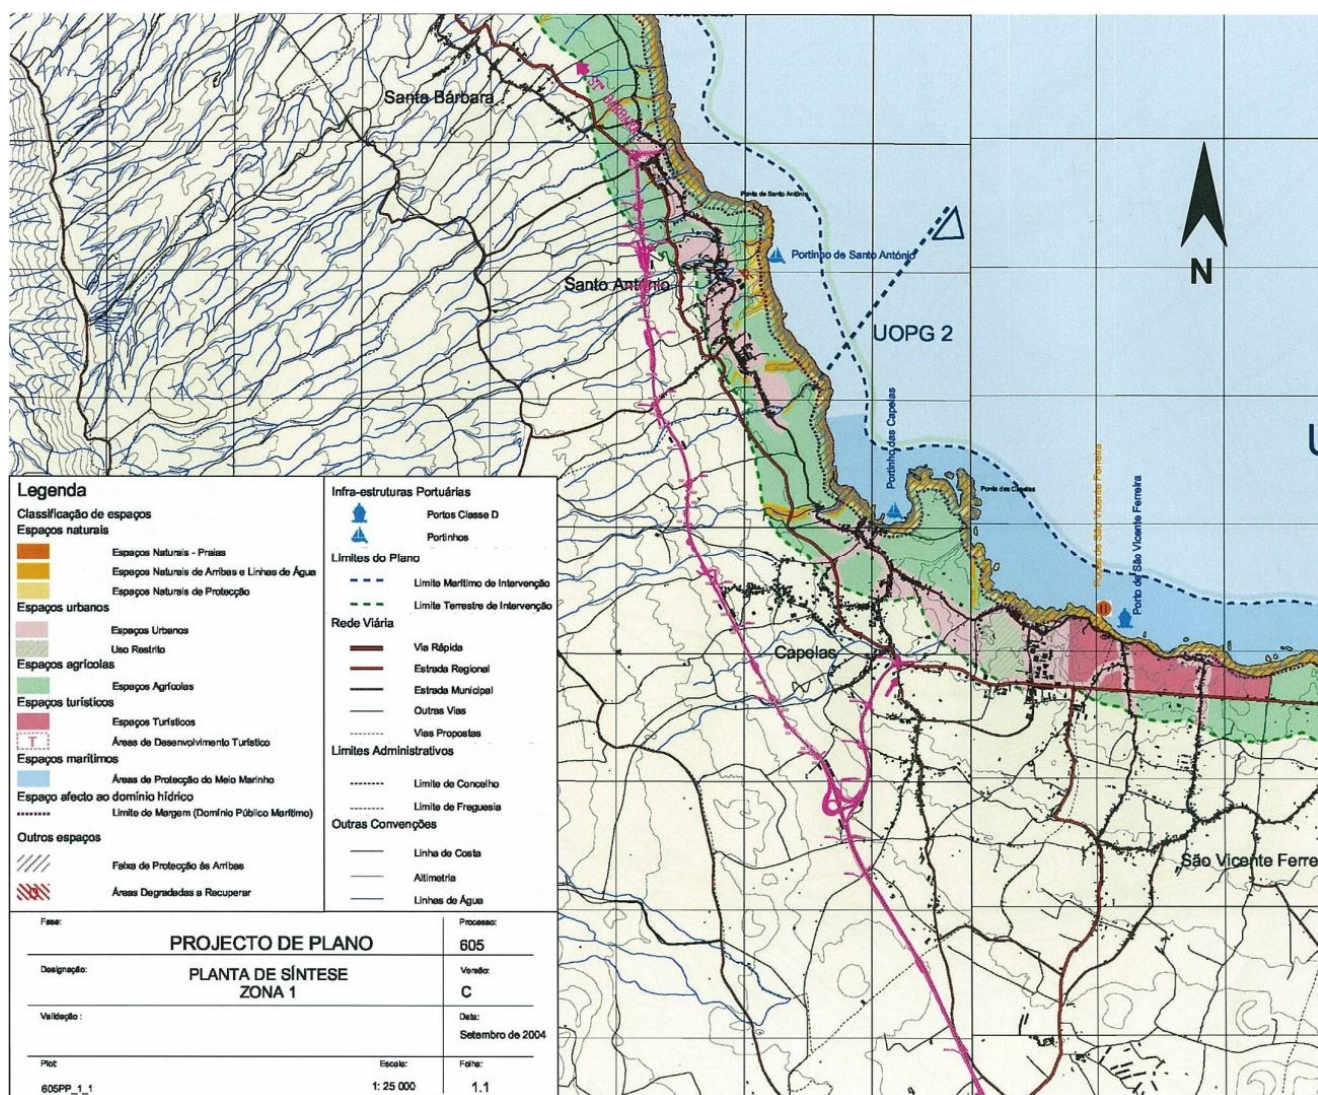 Santa Bárbara
STª BÁRBARA
Ponta de Santo António
Portinho de Santo António
Santo António
UOPG 2
N
Portinho das Capelas
Ponta das Capelas
Porto de São Vicente Ferreira
Capelas
São Vicente Ferre
Legenda
Classificação de espaços
Espaços naturais
Espaços Naturais - Praias
Espaços Naturais de Arribas e Linhas de Água
Espaços Naturais de Protecção
Espaços urbanos
Espaços Urbanos
Uso Restrito
Espaços agrícolas
Espaços Agrícolas
Espaços turísticos
Espaços Turísticos
T
Áreas de Desenvolvimento Turístico
Espaços marítimos
Áreas de Protecção do Meio Marinho
Espaço afecto ao domínio hídrico
Limite de Margem (Domínio Público Marítimo)
Outros espaços
Faixa de Protecção às Arribas
Áreas Degradadas a Recuperar
Infra-estruturas Portuárias
Portos Classe D
Portinhos
Limites do Plano
Limite Marítimo de Intervenção
Limite Terrestre de Intervenção
Rede Viária
Via Rápida
Estrada Regional
Estrada Municipal
Outras Vias
Vias Propostas
Limites Administrativos
Limite de Concelho
Limite de Freguesia
Outras Convenções
Linha de Costa
Altimetria
Linhas de Água
Fase:
PROJECTO DE PLANO
Processo:
605
Designação:
PLANTA DE SÍNTESE
ZONA 1
Versão:
C
Validação :
Data:
Setembro de 2004
Plot:
605PP_1_1
Escala:
1: 25 000
Folha:
1.1